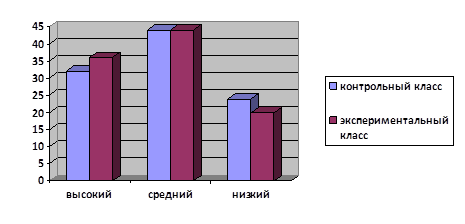 45
40
35
30
25
20
15
10
5
0
высокий средний низкий
контрольный класс
экспериментальный
класс